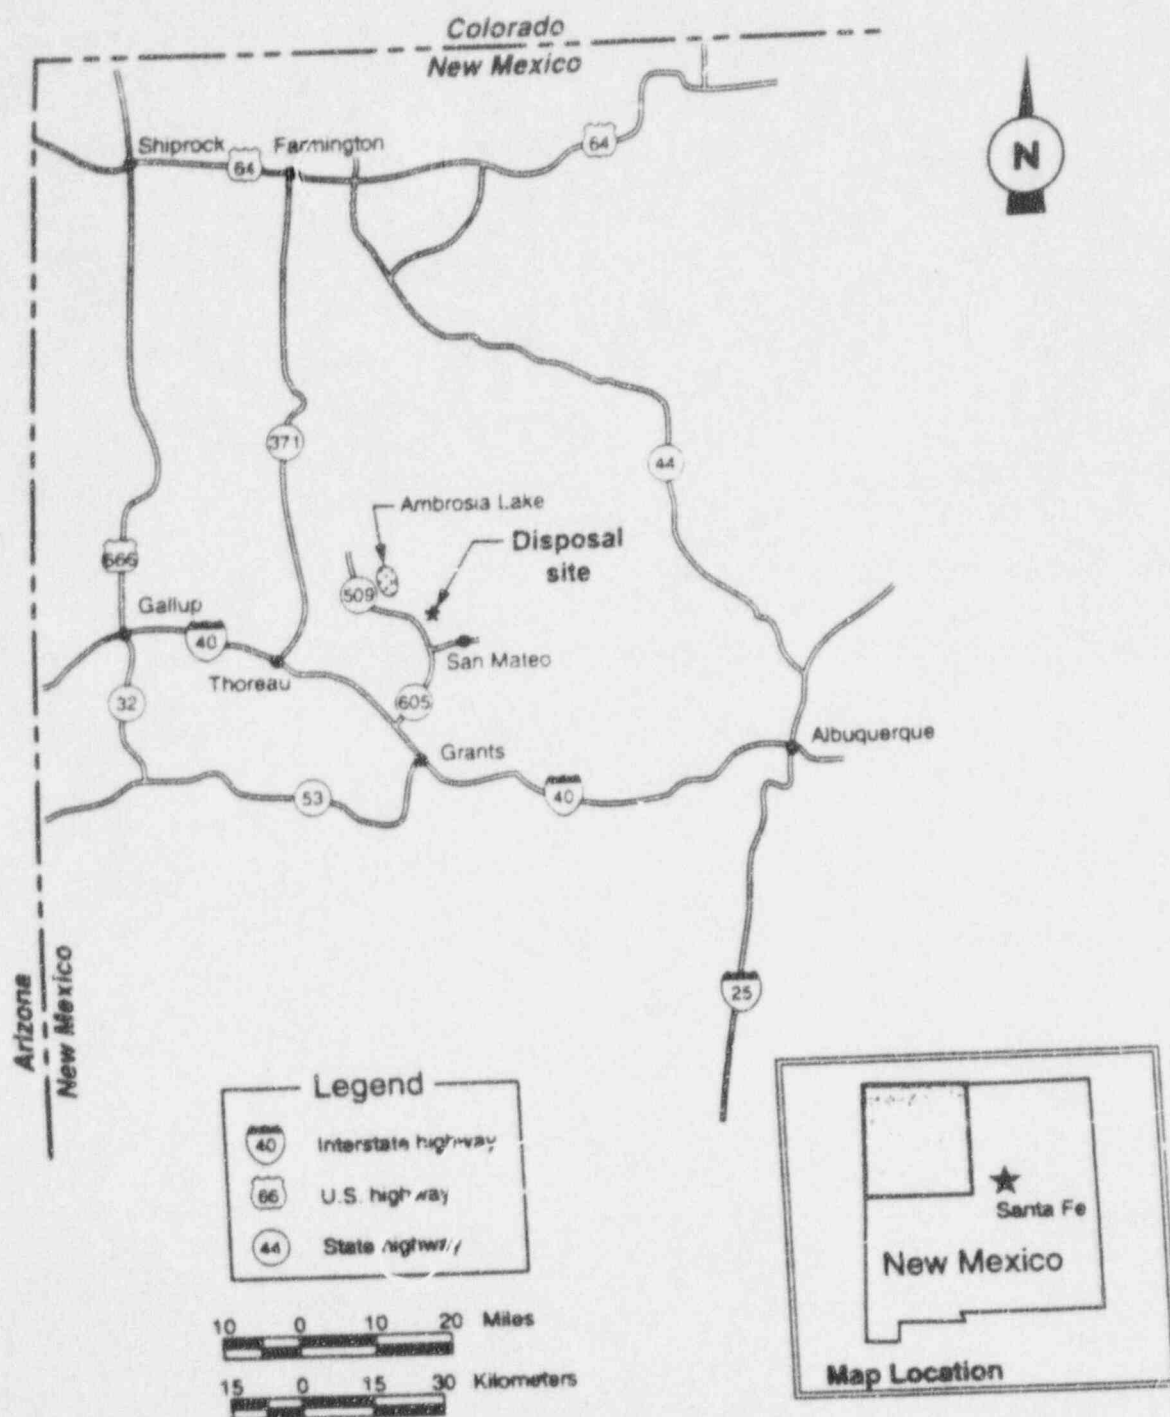 Colorado
New Mexico
N
Shiprock
Farmington
64
64
371
44
Ambrosia Lake
Disposal
site
666
509
Gallup
40
San Mateo
Thoreau
32
605
Albuquerque
Grants
53
40
25
Arizona
New Mexico
Legend
40 Interstate highway
66 U.S. highway
44 State highway
10 0 10 20 Miles
15 0 15 30 Kilometers
Santa Fe
New Mexico
Map Location